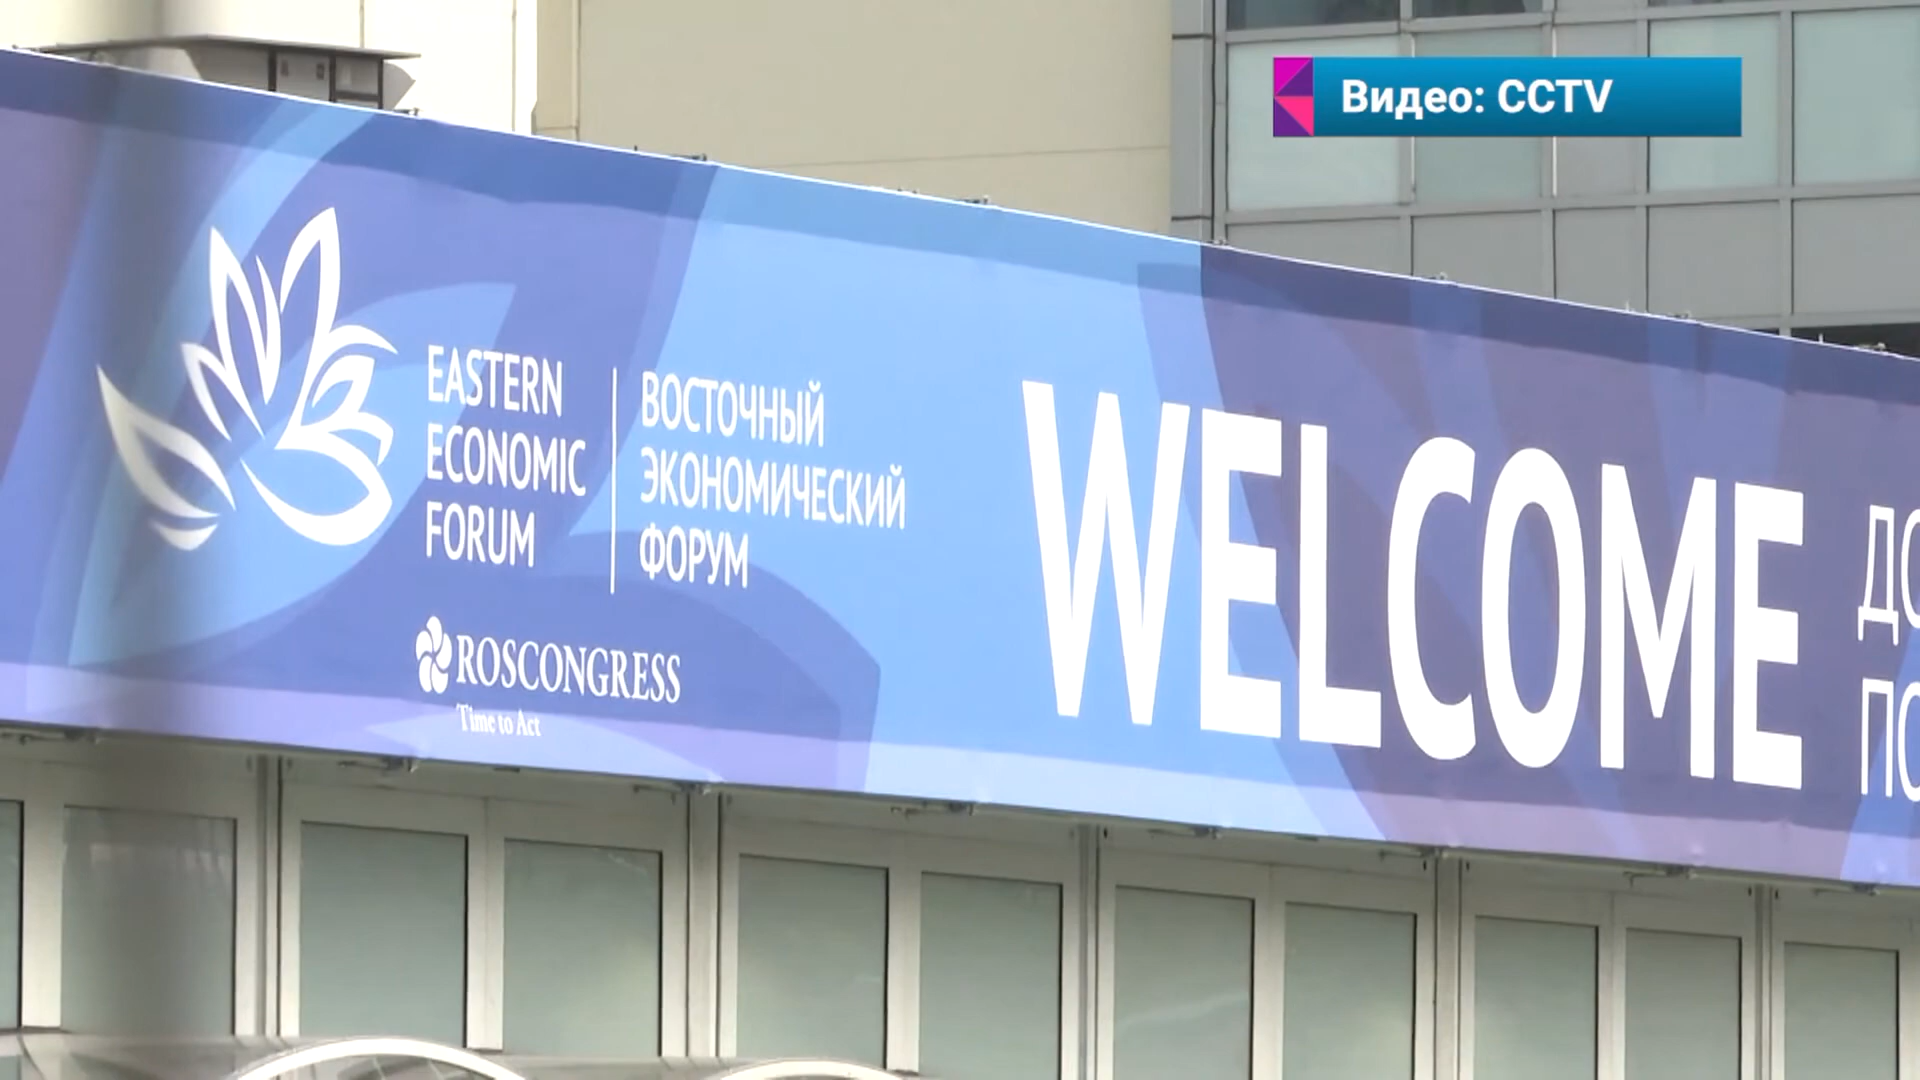 Видео: CCTV
EASTERN
ECONOMIC
FORUM
ВОСТОЧНЫЙ
ЭКОНОМИЧЕСКИЙ
ФОРУМ
ROSCONGRESS
Time to Act
WELCOME